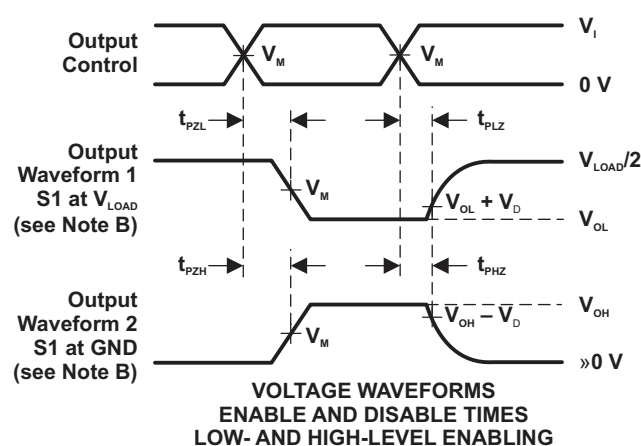 Output
Control
V_M
V_M
V_I
0 V
t_PZL
t_PLZ
Output
Waveform 1
S1 at V_LOAD
(see Note B)
V_M
V_LOAD/2
V_OL + V_D
V_OL
t_PZH
t_PHZ
Output
Waveform 2
S1 at GND
(see Note B)
V_M
V_OH
V_OH – V_D
»0 V
VOLTAGE WAVEFORMS
ENABLE AND DISABLE TIMES
LOW- AND HIGH-LEVEL ENABLING